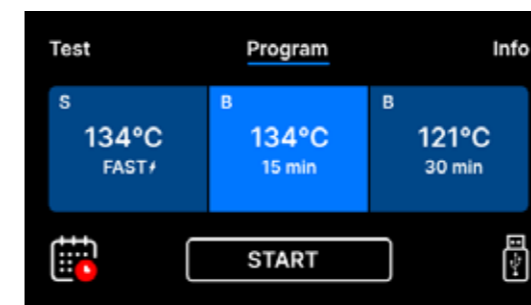 Test Program Info
S B B
134°C 134°C 121°C
FAST 15 min 30 min
START